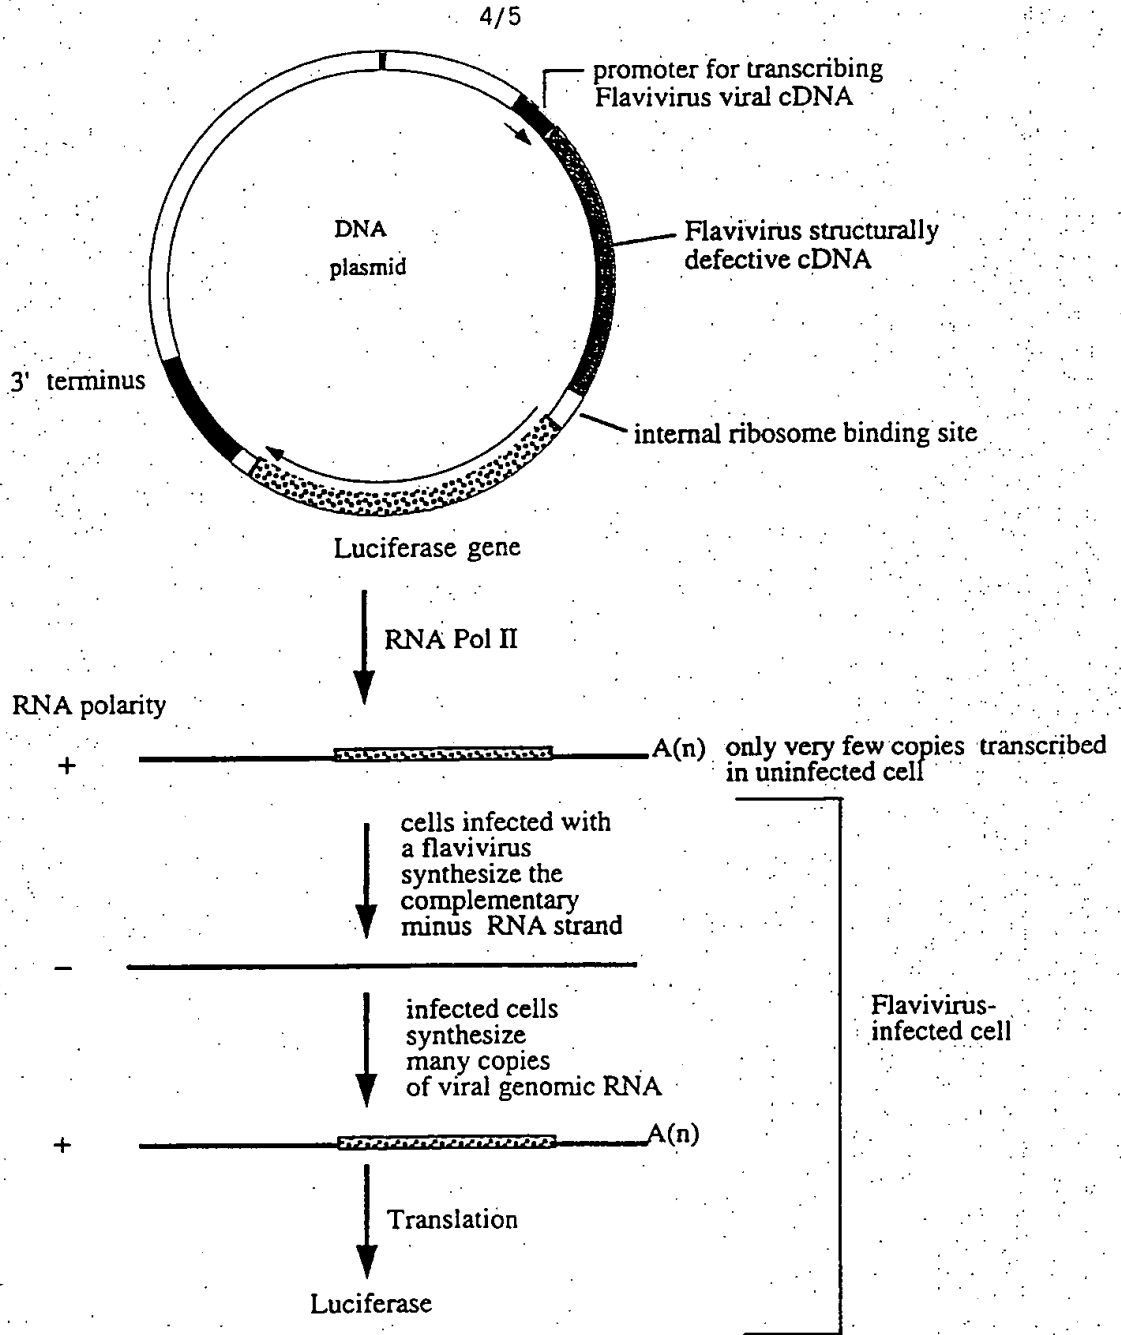 4/5
promoter for transcribing
Flavivirus viral cDNA
DNA
plasmid
Flavivirus structurally
defective cDNA
3' terminus
internal ribosome binding site
Luciferase gene
RNA Pol II
RNA polarity
+
A(n) only very few copies transcribed
in uninfected cell
cells infected with
a flavivirus
synthesize the
complementary
minus RNA strand
−
infected cells
synthesize
many copies
of viral genomic RNA
Flavivirus-
infected cell
+
A(n)
Translation
Luciferase